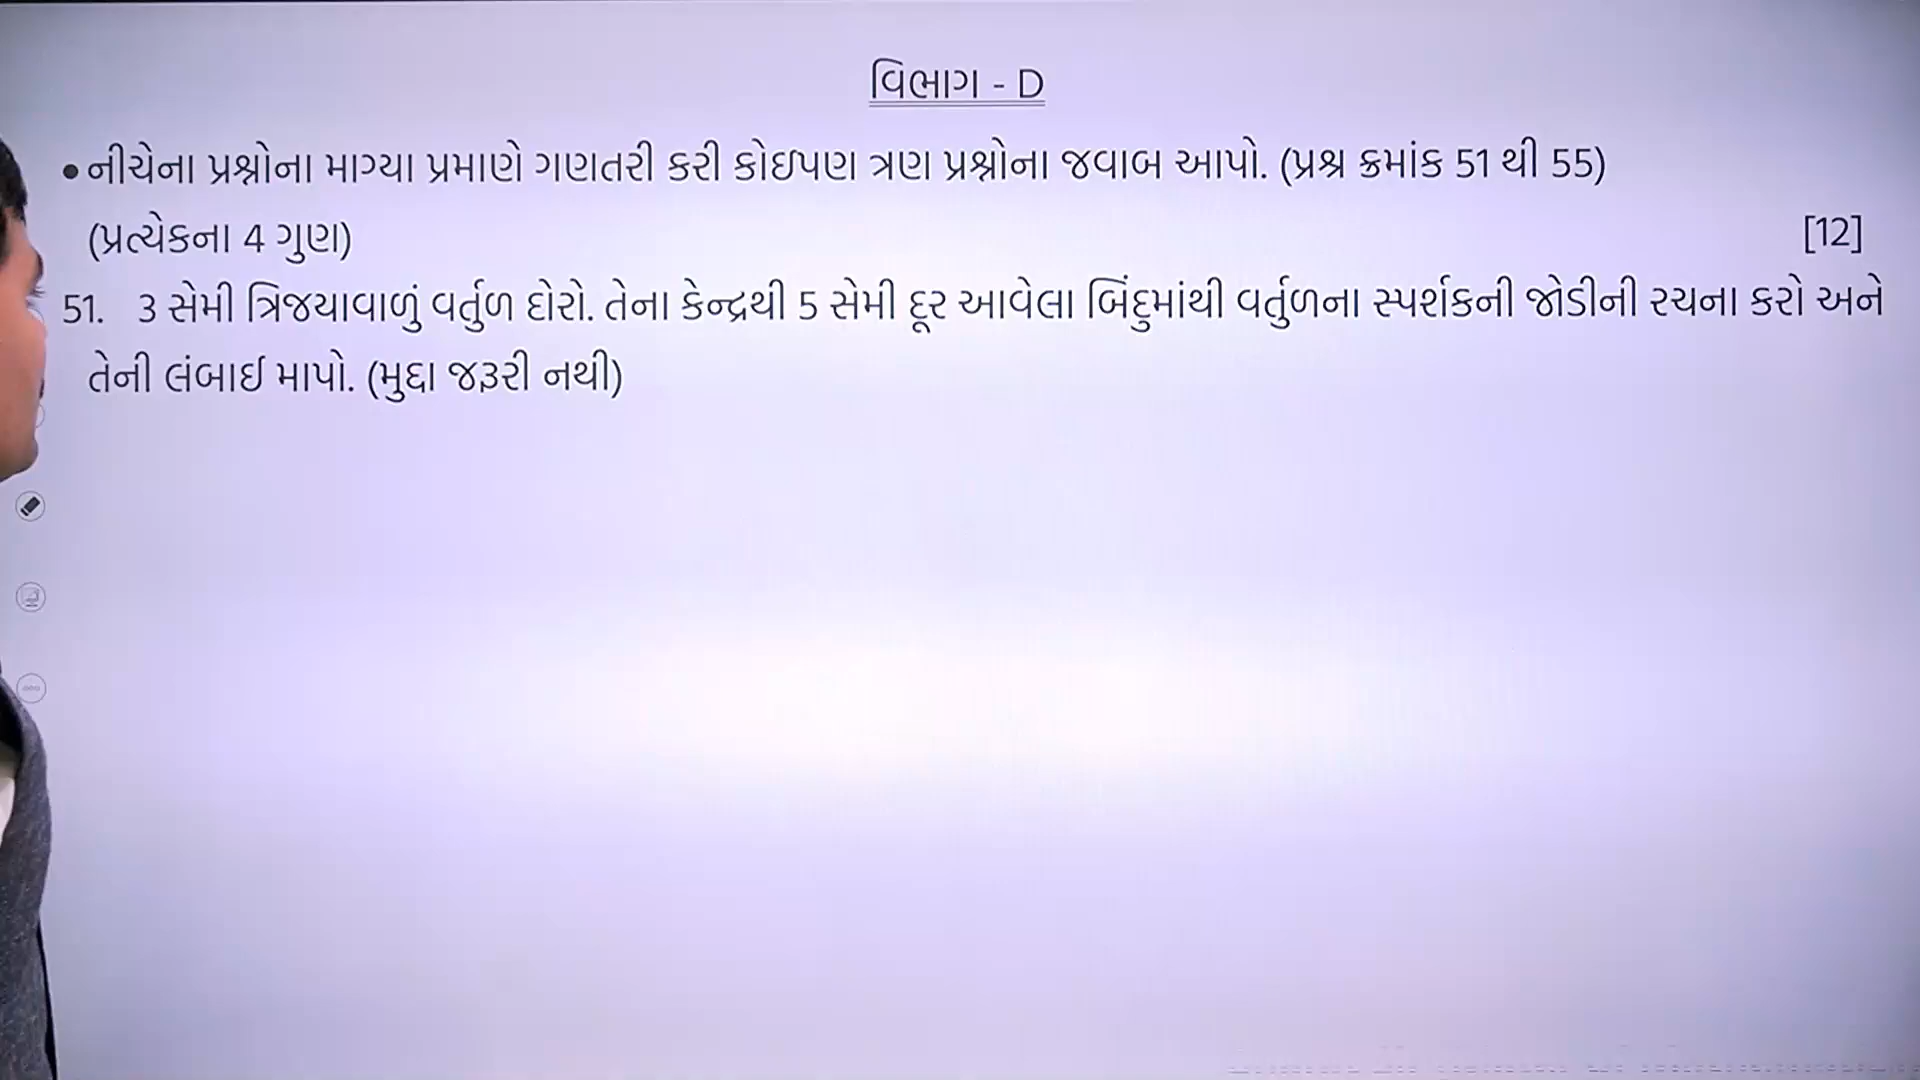 વિભાગ - D
• નીચેના પ્રશ્નોના માગ્યા પ્રમાણે ગણતરી કરી કોઇપણ ત્રણ પ્રશ્નોના જવાબ આપો. (પ્રશ્ન ક્રમાંક 51 થી 55)
(પ્રત્યેકના 4 ગુણ) [12]
51. 3 સેમી ત્રિજ્યાવાળું વર્તુળ દોરો. તેના કેન્દ્રથી 5 સેમી દૂર આવેલા બિંદુમાંથી વર્તુળના સ્પર્શકની જોડીની રચના કરો અને
તેની લંબાઈ માપો. (મુદ્દા જરૂરી નથી)